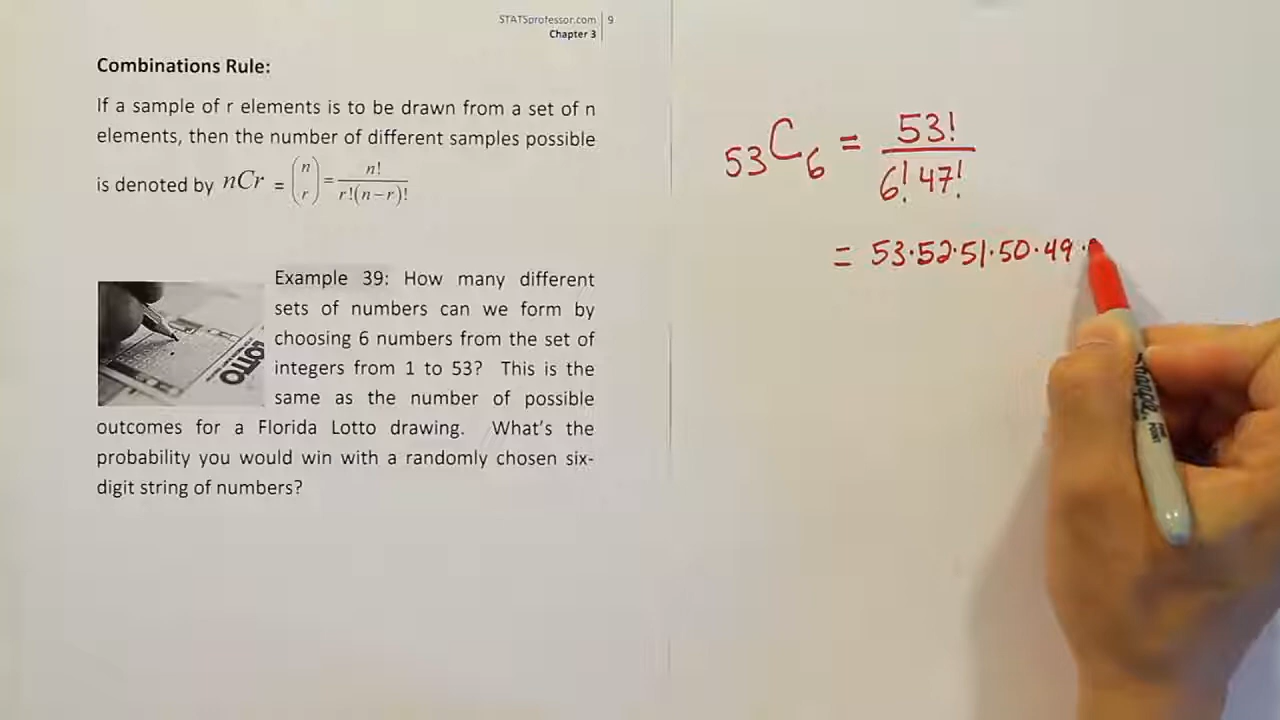 STATSprofessor.com | 9
Chapter 3
Combinations Rule:
If a sample of r elements is to be drawn from a set of n
elements, then the number of different samples possible
is denoted by nCr = (n r) = n! / r!(n−r)!
Example 39: How many different
sets of numbers can we form by
choosing 6 numbers from the set of
integers from 1 to 53? This is the
same as the number of possible
outcomes for a Florida Lotto drawing. What's the
probability you would win with a randomly chosen six-
digit string of numbers?
LOTTO
53C6 = 53! / 6! 47!
= 53·52·51·50·49·
Sharpie